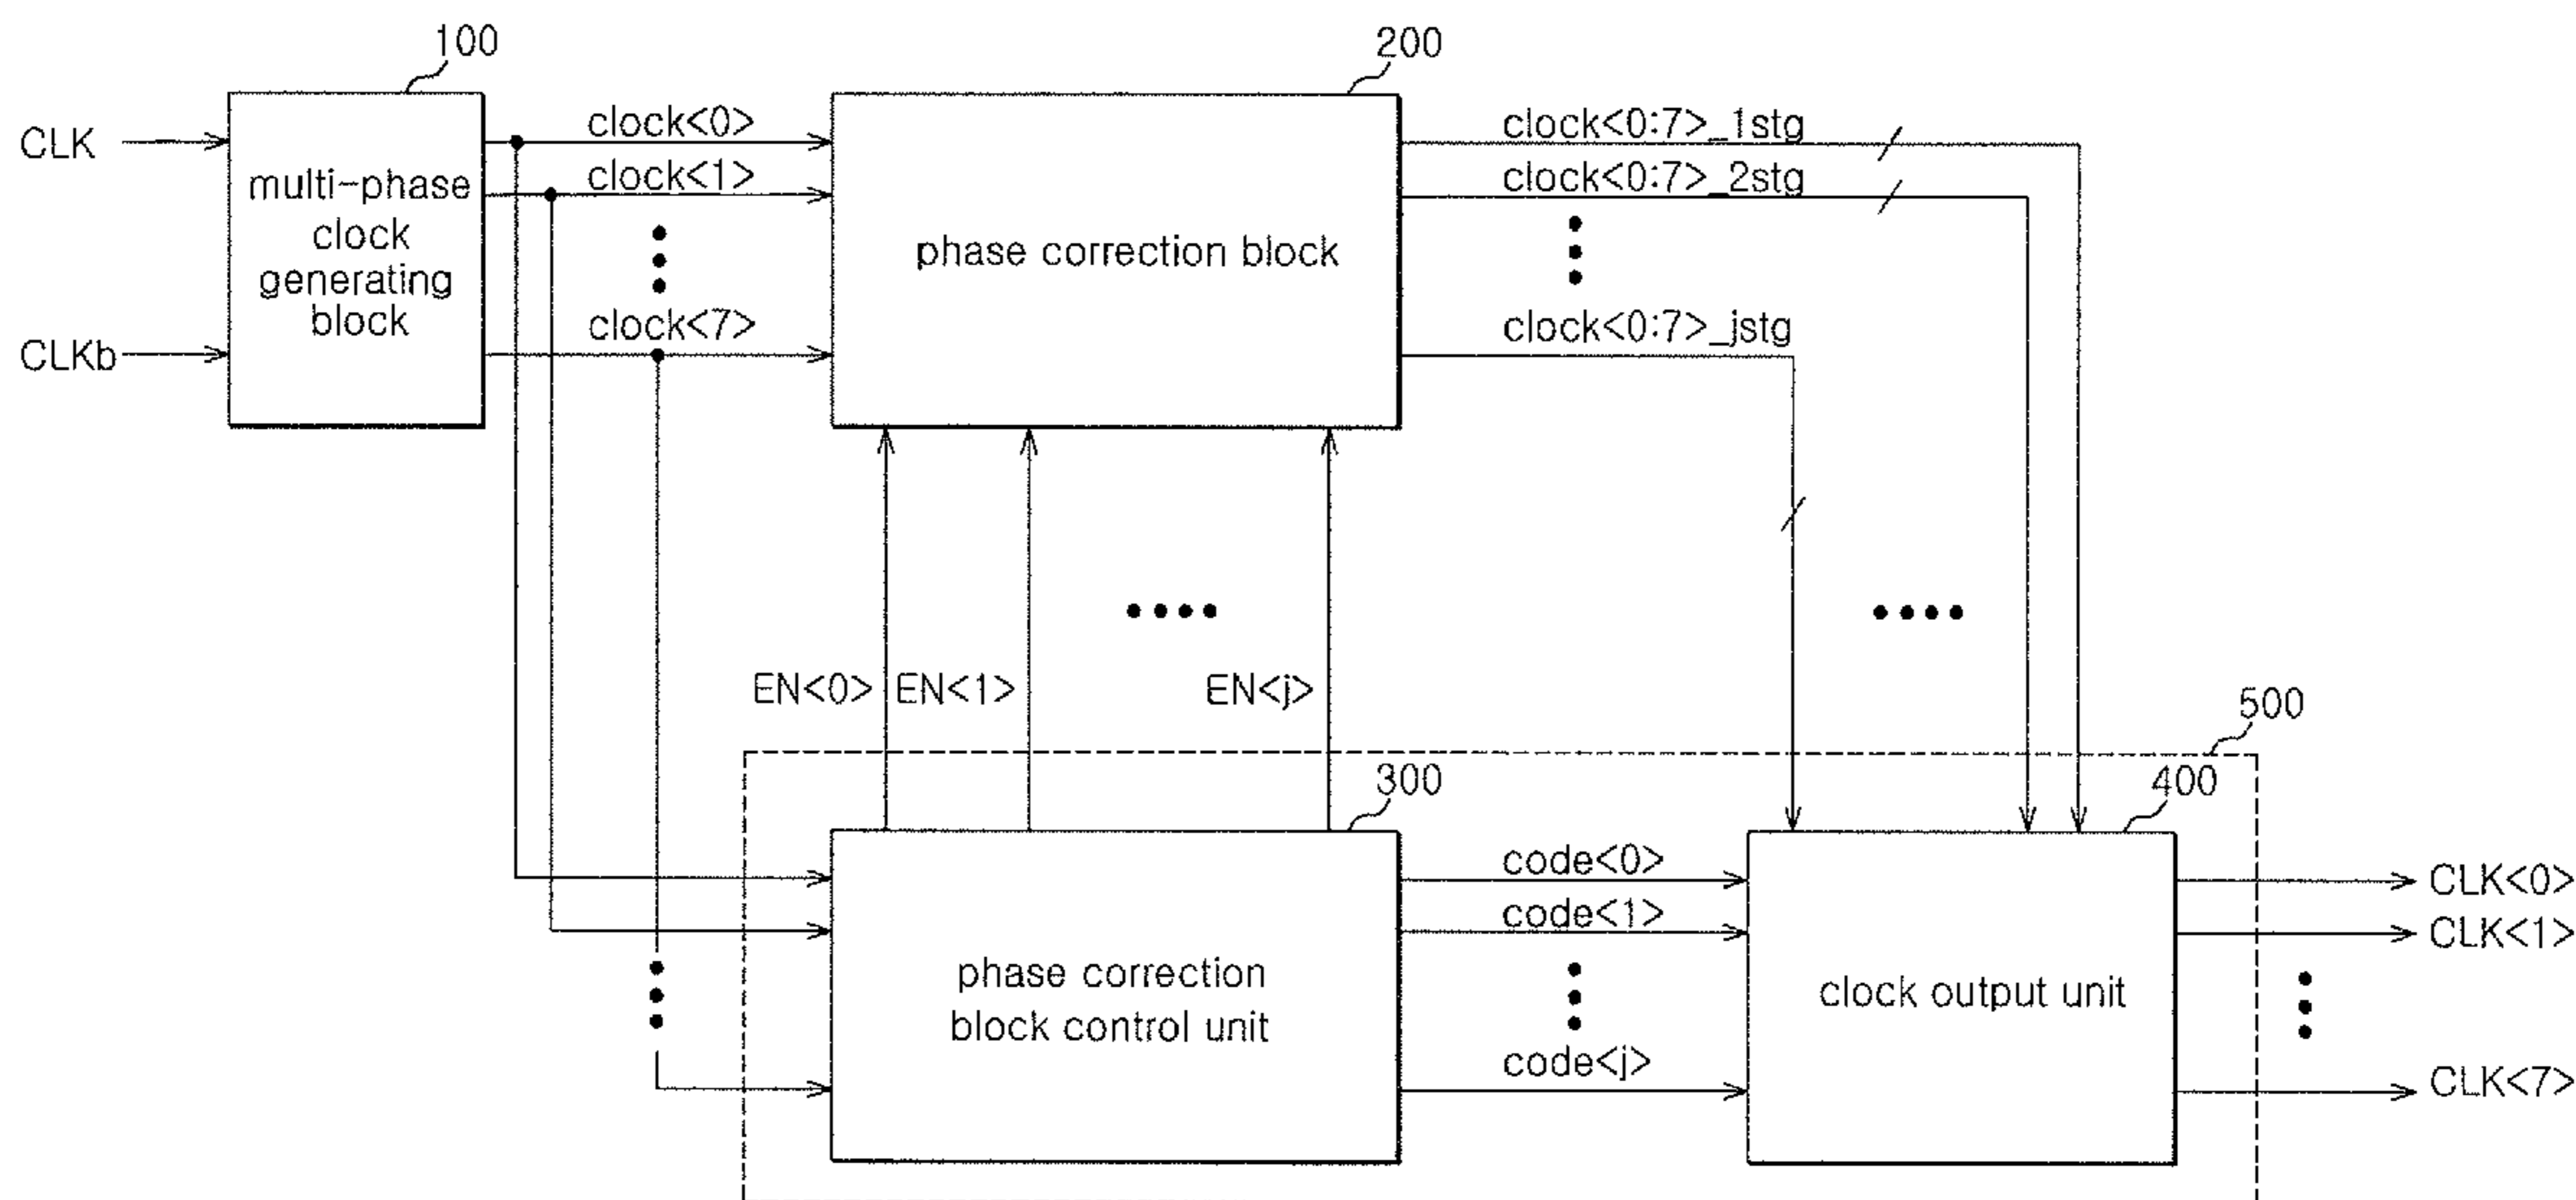 100
200
CLK
CLKb
multi-phase
clock
generating
block
clock<0>
clock<1>
clock<7>
phase correction block
clock<0:7>_1stg
clock<0:7>_2stg
clock<0:7>_jstg
EN<0>
EN<1>
EN<j>
500
300
400
phase correction
block control unit
code<0>
code<1>
code<j>
clock output unit
CLK<0>
CLK<1>
CLK<7>